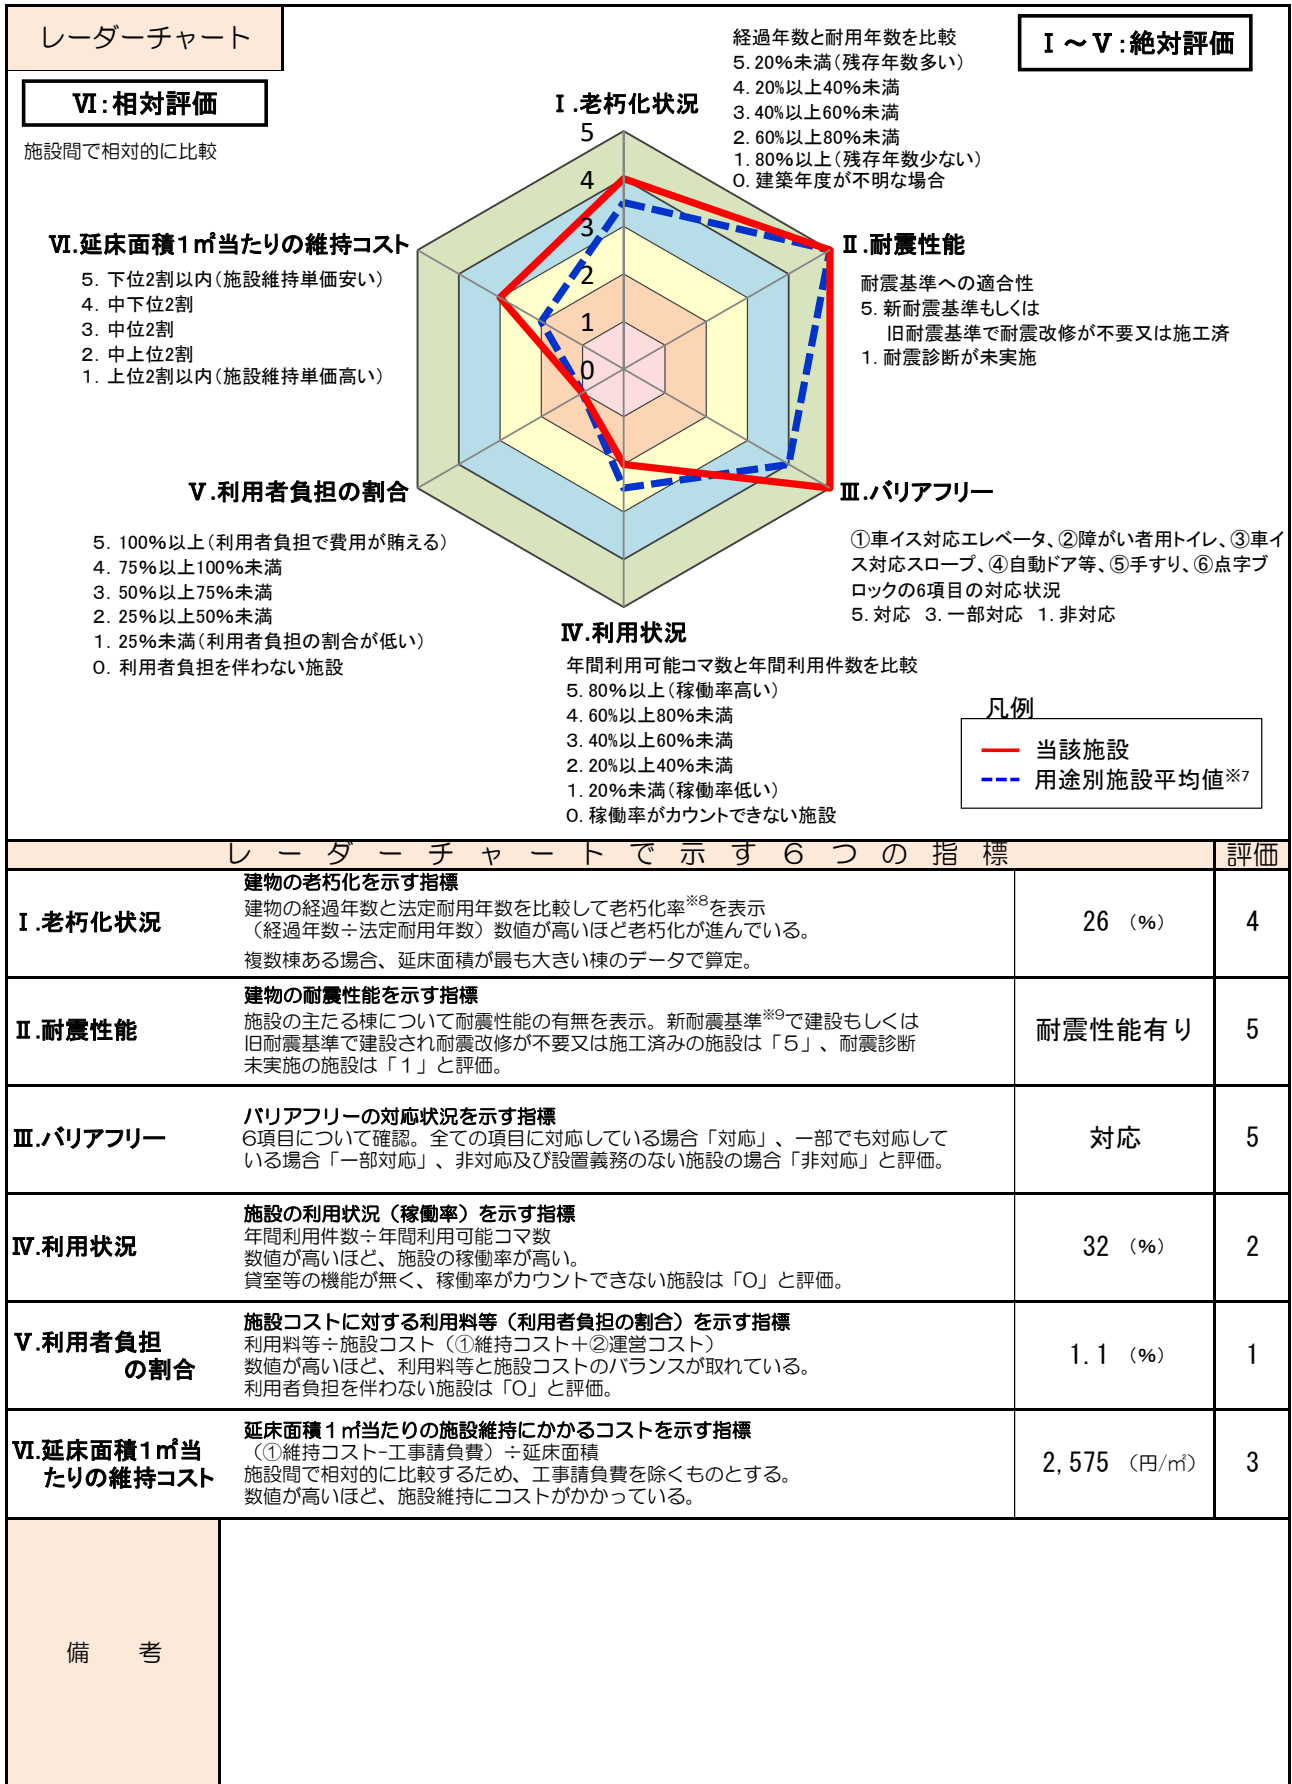 レーダーチャート
Ⅰ～Ⅴ:絶対評価
Ⅵ:相対評価
施設間で相対的に比較
経過年数と耐用年数を比較
5. 20%未満(残存年数多い)
4. 20%以上40%未満
3. 40%以上60%未満
2. 60%以上80%未満
1. 80%以上(残存年数少ない)
0. 建築年度が不明な場合
Ⅰ.老朽化状況
5
4
3
2
1
0
Ⅱ.耐震性能
耐震基準への適合性
5. 新耐震基準もしくは
旧耐震基準で耐震改修が不要又は施工済
1. 耐震診断が未実施
Ⅵ.延床面積1㎡当たりの維持コスト
5. 下位2割以内(施設維持単価安い)
4. 中下位2割
3. 中位2割
2. 中上位2割
1. 上位2割以内(施設維持単価高い)
Ⅲ.バリアフリー
①車イス対応エレベータ、②障がい者用トイレ、③車イ
ス対応スロープ、④自動ドア等、⑤手すり、⑥点字ブ
ロックの6項目の対応状況
5. 対応 3. 一部対応 1. 非対応
Ⅴ.利用者負担の割合
5. 100%以上(利用者負担で費用が賄える)
4. 75%以上100%未満
3. 50%以上75%未満
2. 25%以上50%未満
1. 25%未満(利用者負担の割合が低い)
0. 利用者負担を伴わない施設
Ⅳ.利用状況
年間利用可能コマ数と年間利用件数を比較
5. 80%以上(稼働率高い)
4. 60%以上80%未満
3. 40%以上60%未満
2. 20%以上40%未満
1. 20%未満(稼働率低い)
0. 稼働率がカウントできない施設
凡例
当該施設
用途別施設平均値※7
レーダーチャートで示す6つの指標 評価
Ⅰ.老朽化状況
建物の老朽化を示す指標
建物の経過年数と法定耐用年数を比較して老朽化率※8を表示
(経過年数÷法定耐用年数)数値が高いほど老朽化が進んでいる。
複数棟ある場合、延床面積が最も大きい棟のデータで算定。
26 (%) 4
Ⅱ.耐震性能
建物の耐震性能を示す指標
施設の主たる棟について耐震性能の有無を表示。新耐震基準※9で建設もしくは
旧耐震基準で建設され耐震改修が不要又は施工済みの施設は「5」、耐震診断
未実施の施設は「1」と評価。
耐震性能有り 5
Ⅲ.バリアフリー
バリアフリーの対応状況を示す指標
6項目について確認。全ての項目に対応している場合「対応」、一部でも対応して
いる場合「一部対応」、非対応及び設置義務のない施設の場合「非対応」と評価。
対応 5
Ⅳ.利用状況
施設の利用状況(稼働率)を示す指標
年間利用件数÷年間利用可能コマ数
数値が高いほど、施設の稼働率が高い。
貸室等の機能が無く、稼働率がカウントできない施設は「0」と評価。
32 (%) 2
Ⅴ.利用者負担
の割合
施設コストに対する利用料等(利用者負担の割合)を示す指標
利用料等÷施設コスト(①維持コスト+②運営コスト)
数値が高いほど、利用料等と施設コストのバランスが取れている。
利用者負担を伴わない施設は「0」と評価。
1.1 (%) 1
Ⅵ.延床面積1㎡当
たりの維持コスト
延床面積1㎡当たりの施設維持にかかるコストを示す指標
(①維持コスト-工事請負費)÷延床面積
施設間で相対的に比較するため、工事請負費を除くものとする。
数値が高いほど、施設維持にコストがかかっている。
2,575 (円/㎡) 3
備 考